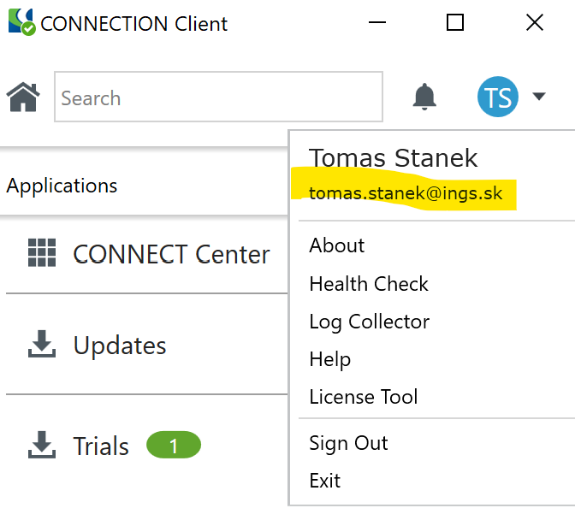 CONNECTION Client
Search
TS
Tomas Stanek
tomas.stanek@ings.sk
Applications
CONNECT Center
Updates
Trials 1
About
Health Check
Log Collector
Help
License Tool
Sign Out
Exit